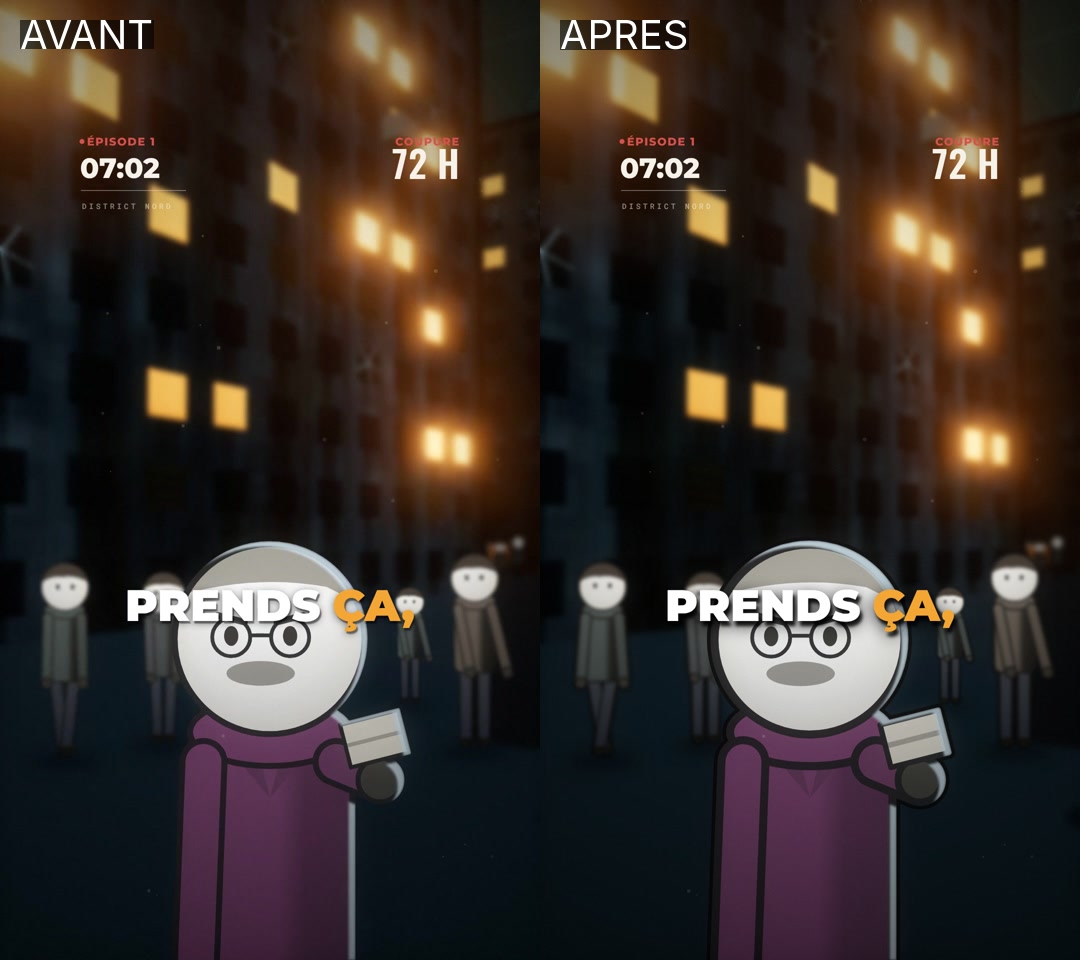 AVANT
•ÉPISODE 1
COUPURE
07:02
72 H
DISTRICT NORD
PRENDS ÇA,
APRES
•ÉPISODE 1
COUPURE
07:02
72 H
DISTRICT NORD
PRENDS ÇA,